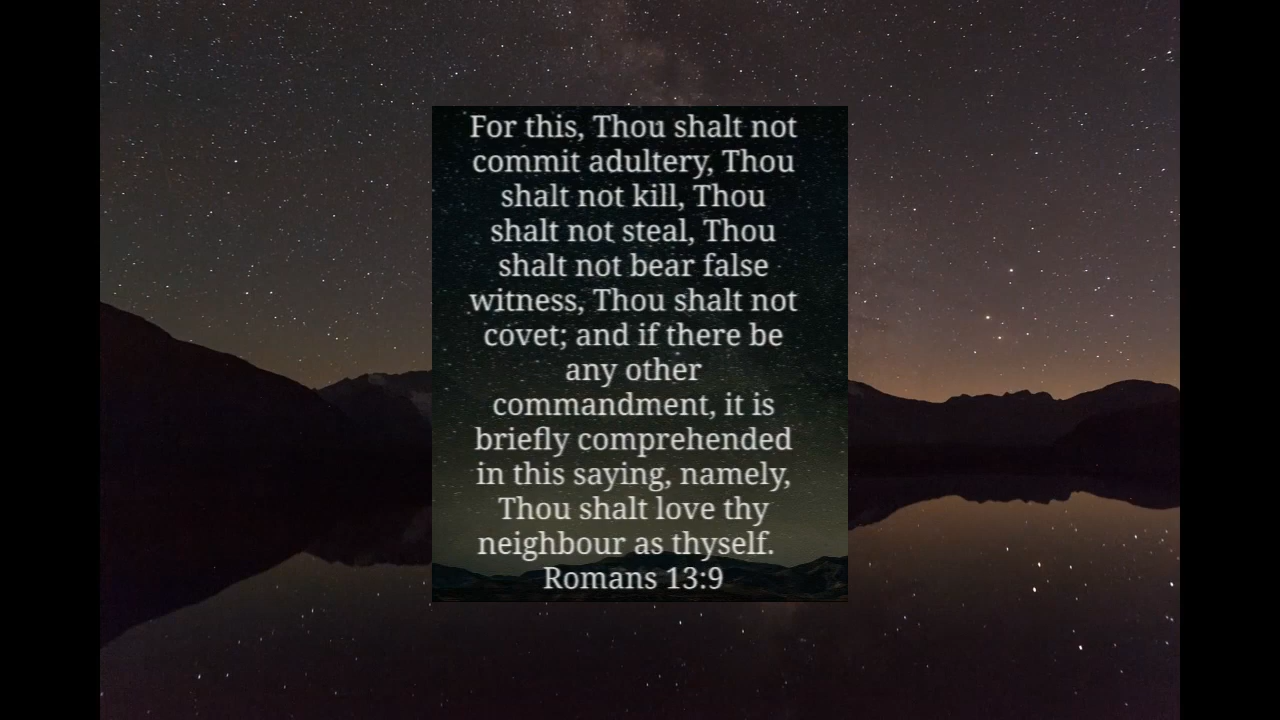 For this, Thou shalt not
commit adultery, Thou
shalt not kill, Thou
shalt not steal, Thou
shalt not bear false
witness, Thou shalt not
covet; and if there be
any other
commandment, it is
briefly comprehended
in this saying, namely,
Thou shalt love thy
neighbour as thyself.
Romans 13:9